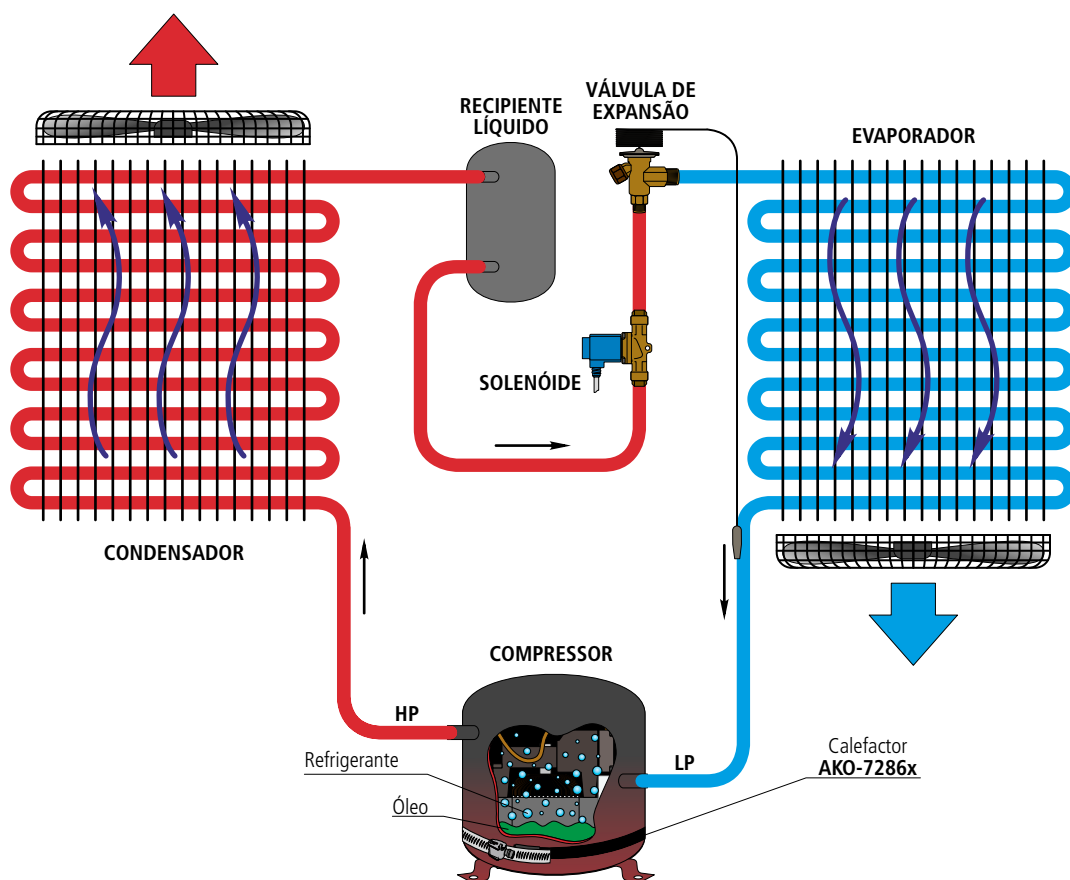 RECIPIENTE
LÍQUIDO
VÁLVULA DE
EXPANSÃO
EVAPORADOR
SOLENÓIDE
CONDENSADOR
COMPRESSOR
HP
LP
Refrigerante
Óleo
Calefactor
AKO-7286x